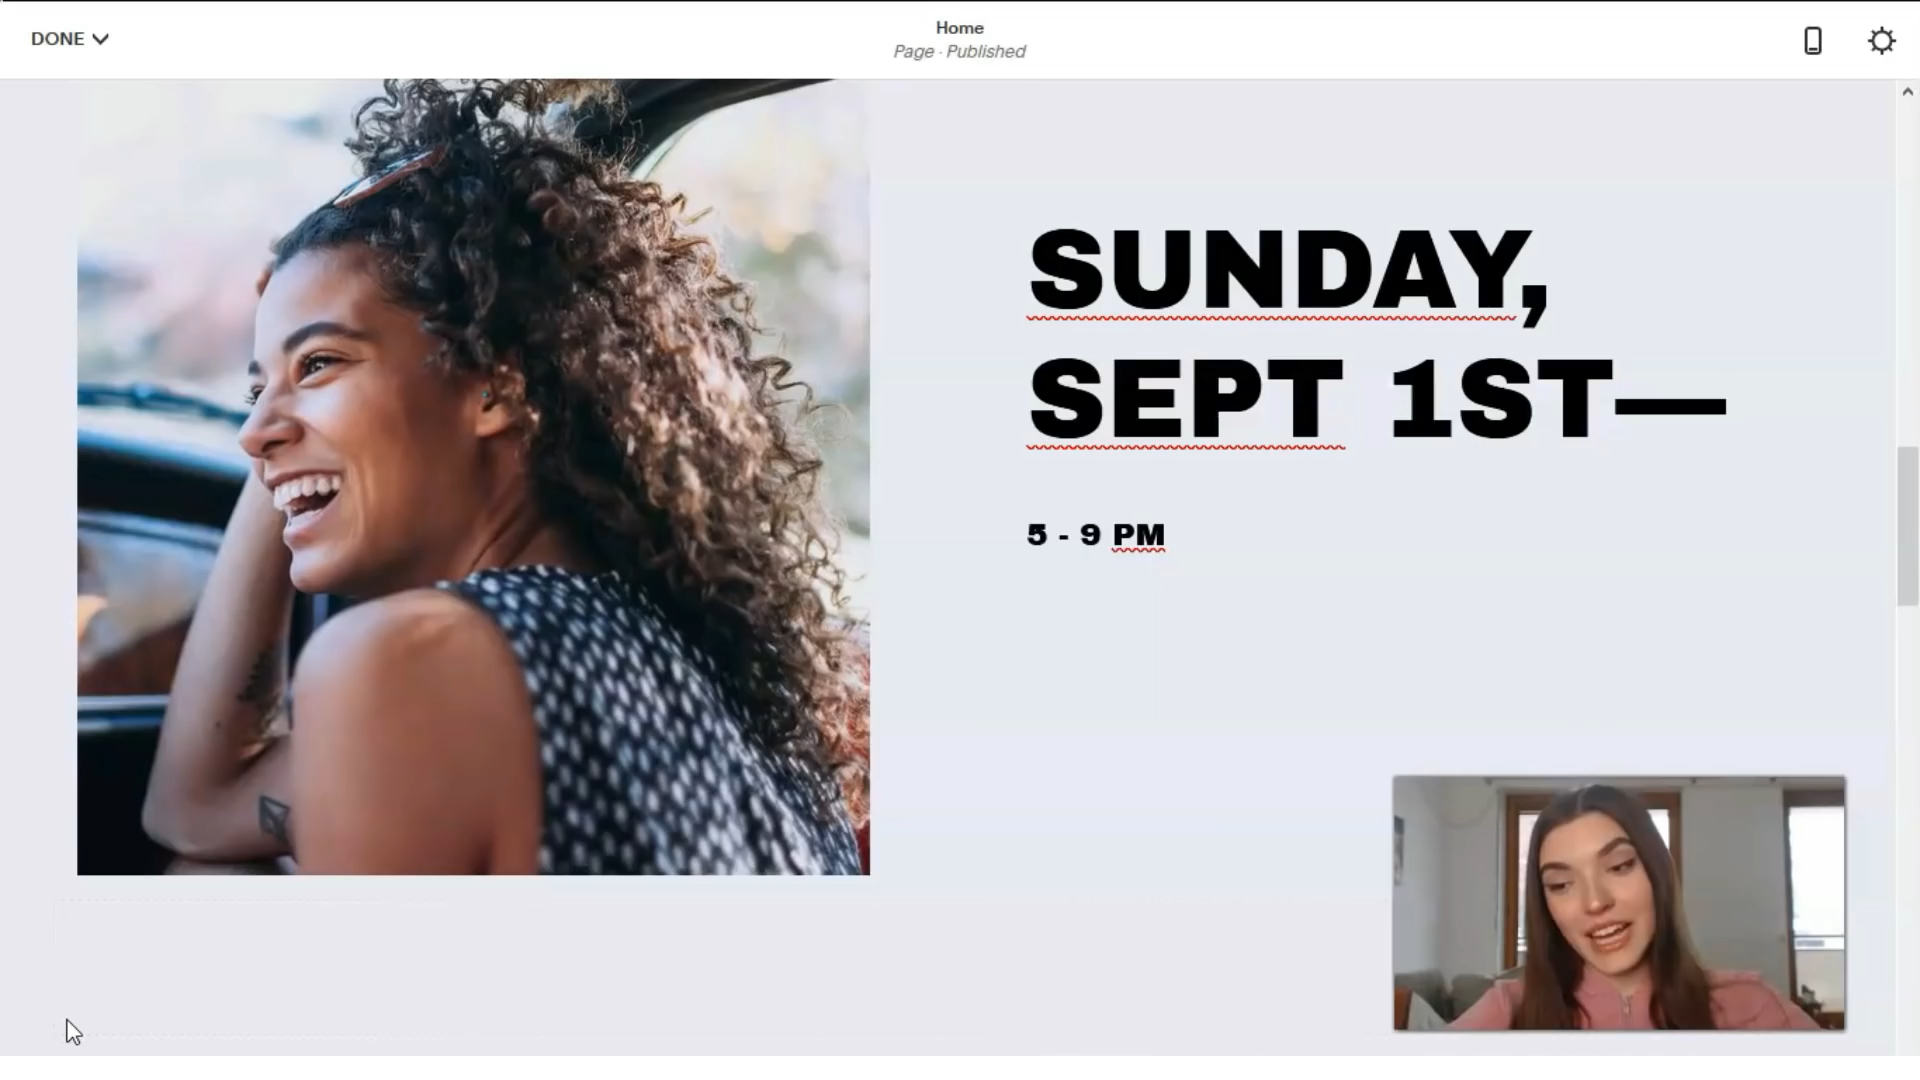 DONE
Home
Page · Published
SUNDAY,
SEPT 1ST—
5 - 9 PM